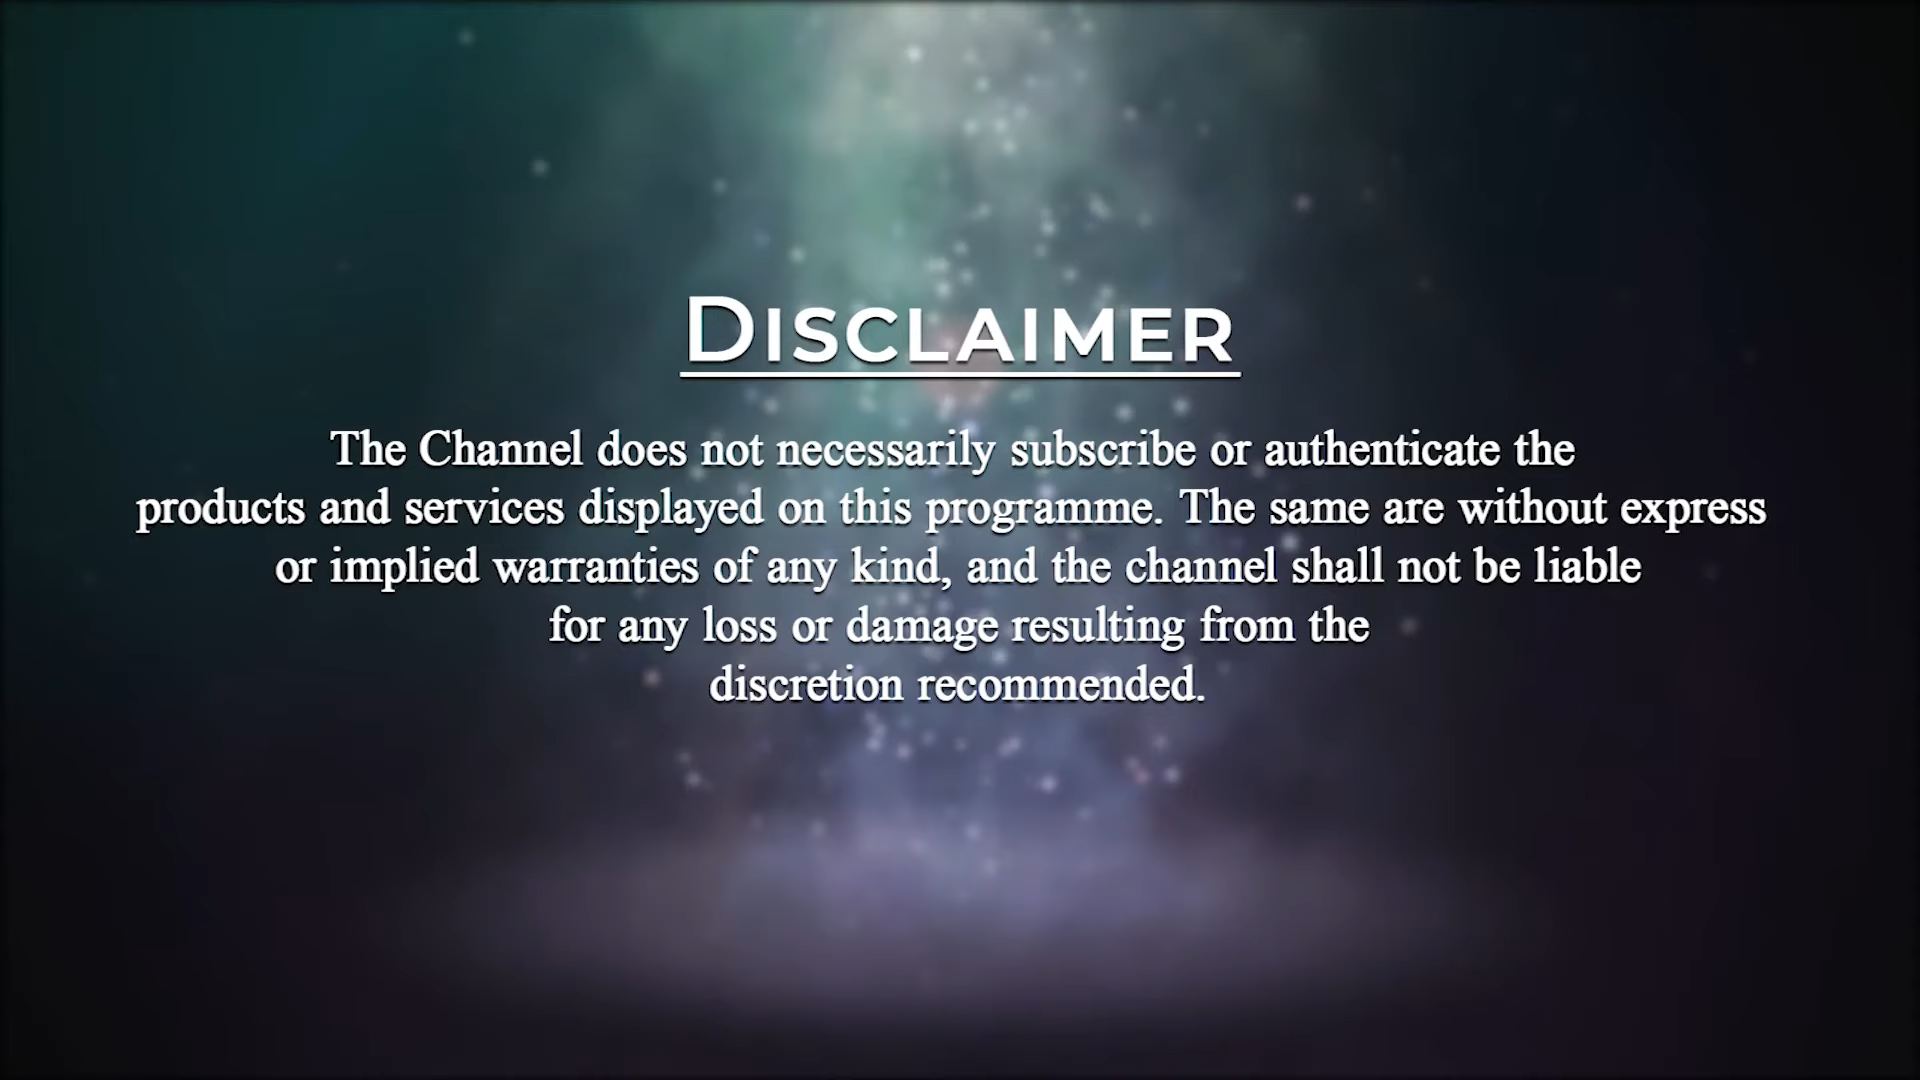 DISCLAIMER
The Channel does not necessarily subscribe or authenticate the
products and services displayed on this programme. The same are without express
or implied warranties of any kind, and the channel shall not be liable
for any loss or damage resulting from the
discretion recommended.